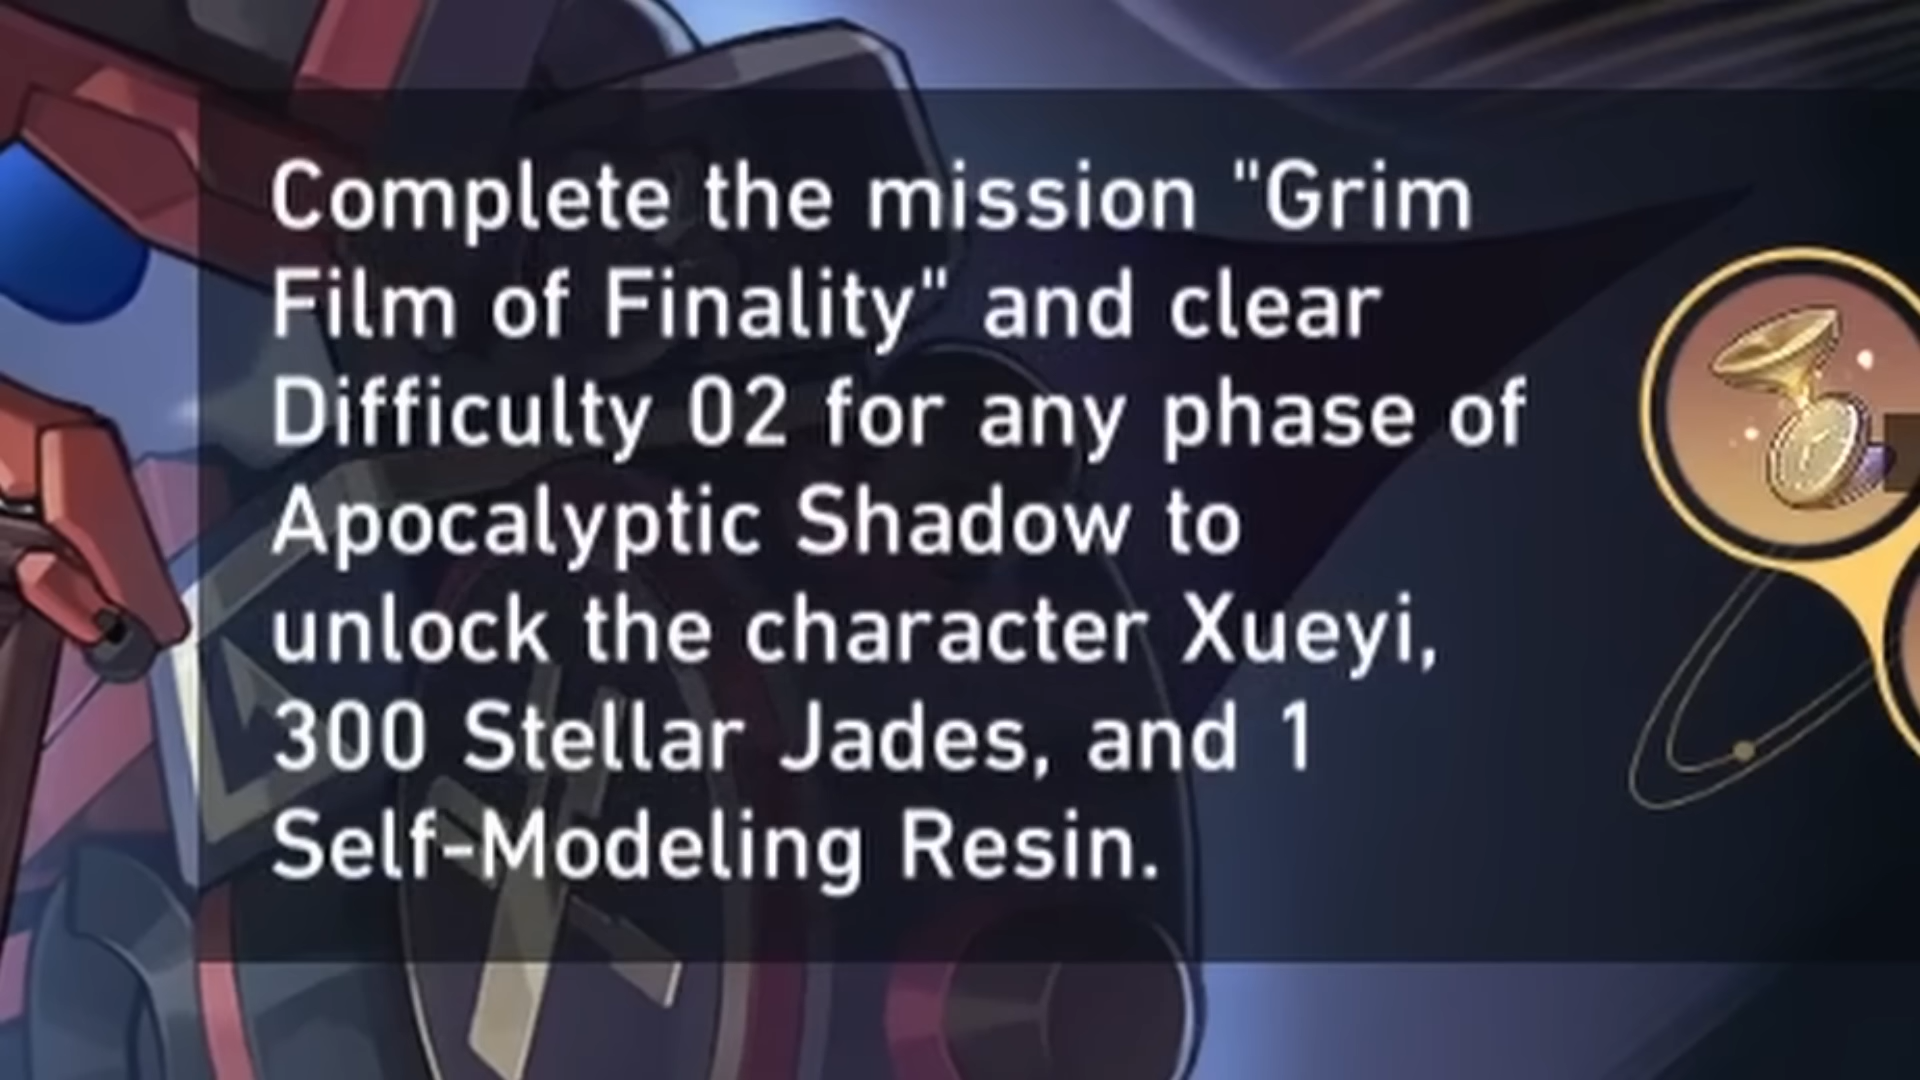 Complete the mission "Grim
Film of Finality" and clear
Difficulty 02 for any phase of
Apocalyptic Shadow to
unlock the character Xueyi,
300 Stellar Jades, and 1
Self-Modeling Resin.